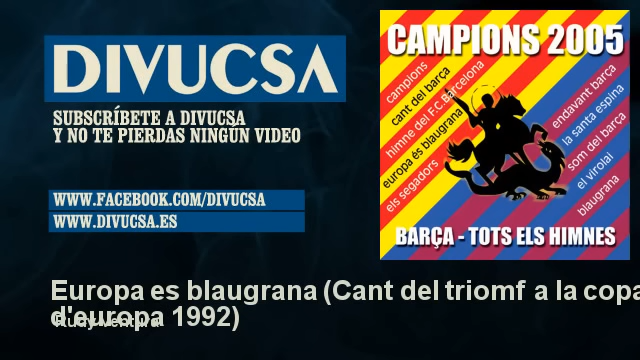 DIVUCSA
SUBSCRÍBETE A DIVUCSA
Y NO TE PIERDAS NINGÚN VIDEO
WWW.FACEBOOK.COM/DIVUCSA
WWW.DIVUCSA.ES
CAMPIONS 2005
campions
cant del barça
himne del F.C. Barcelona
europa és blaugrana
els segadors
endavant barça
la santa espina
som del barça
el virolai
blaugrana
BARÇA - TOTS ELS HIMNES
Europa es blaugrana (Cant del triomf a la copa
d'europa 1992)
Rudy Ventura